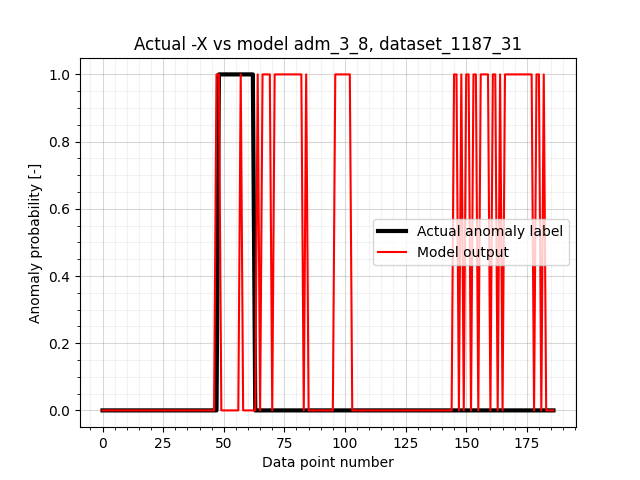 Actual -X vs model adm_3_8, dataset_1187_31
Anomaly probability [-]
1.0
0.8
0.6
0.4
0.2
0.0
Actual anomaly label
Model output
0 25 50 75 100 125 150 175
Data point number